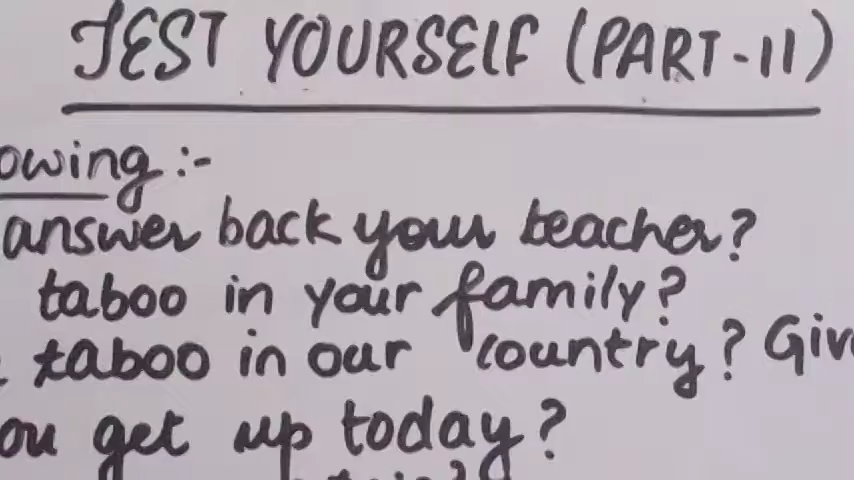 TEST YOURSELF (PART-II)
owing :-
answer back your teacher?
taboo in your family?
taboo in our country? Giv
ou get up today?